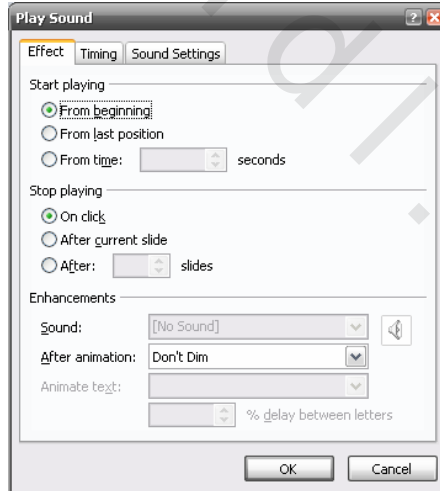 Play Sound
Effect Timing Sound Settings
Start playing
From beginning
From last position
From time: seconds
Stop playing
On click
After current slide
After: slides
Enhancements
Sound: [No Sound]
After animation: Don't Dim
Animate text:
% delay between letters
OK Cancel